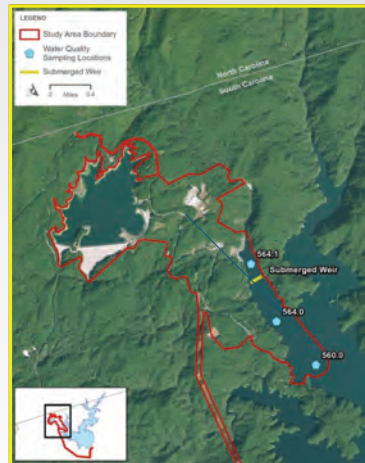 LEGEND
Study Area Boundary
Water Quality
Sampling Locations
Submerged Weir
0 Miles 0.4
North Carolina
South Carolina
564.1
Submerged Weir
564.0
560.0